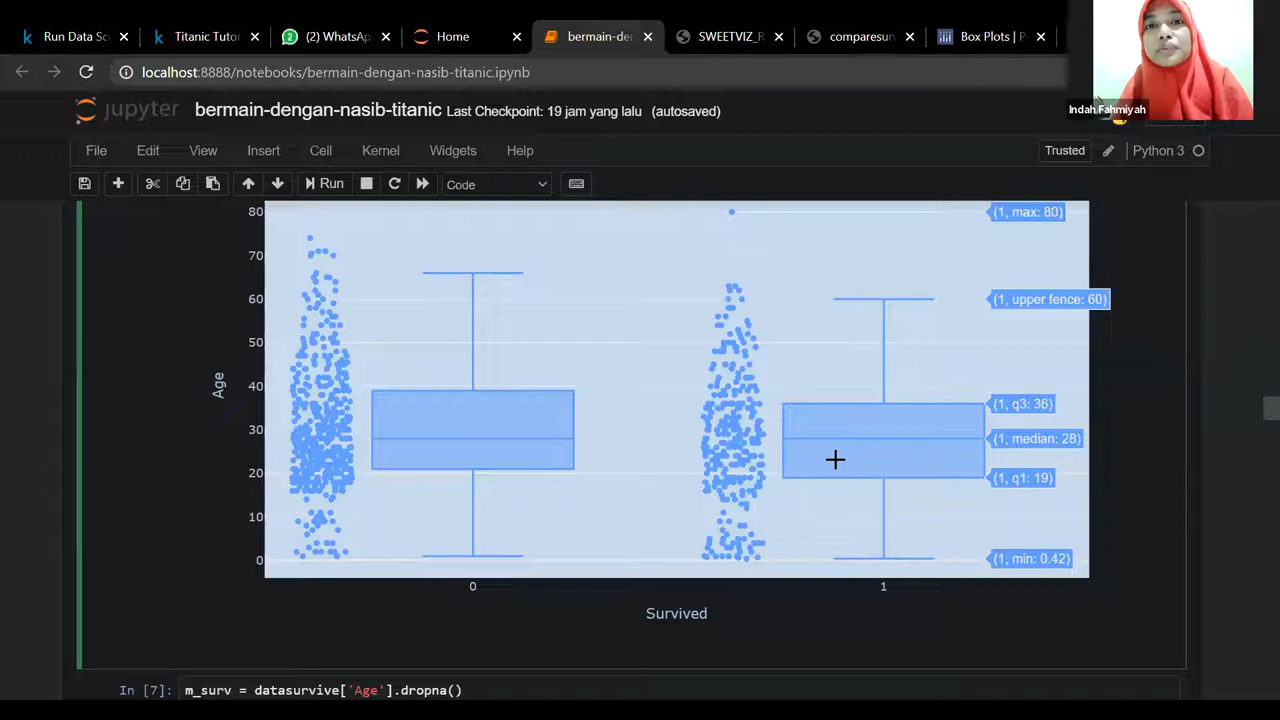 Run Data Sc
Titanic Tutor
(2) WhatsAp
Home
bermain-den
SWEETVIZ_R
comparesurv
Box Plots | P
localhost:8888/notebooks/bermain-dengan-nasib-titanic.ipynb
Indah Fahmiyah
jupyter bermain-dengan-nasib-titanic Last Checkpoint: 19 jam yang lalu (autosaved)
File Edit View Insert Cell Kernel Widgets Help
Trusted
Python 3
Run
Code
80
70
60
50
40
30
20
10
0
Age
(1, max: 80)
(1, upper fence: 60)
(1, q3: 36)
(1, median: 28)
(1, q1: 19)
(1, min: 0.42)
0
1
Survived
In [7]: m_surv = datasurvive['Age'].dropna()